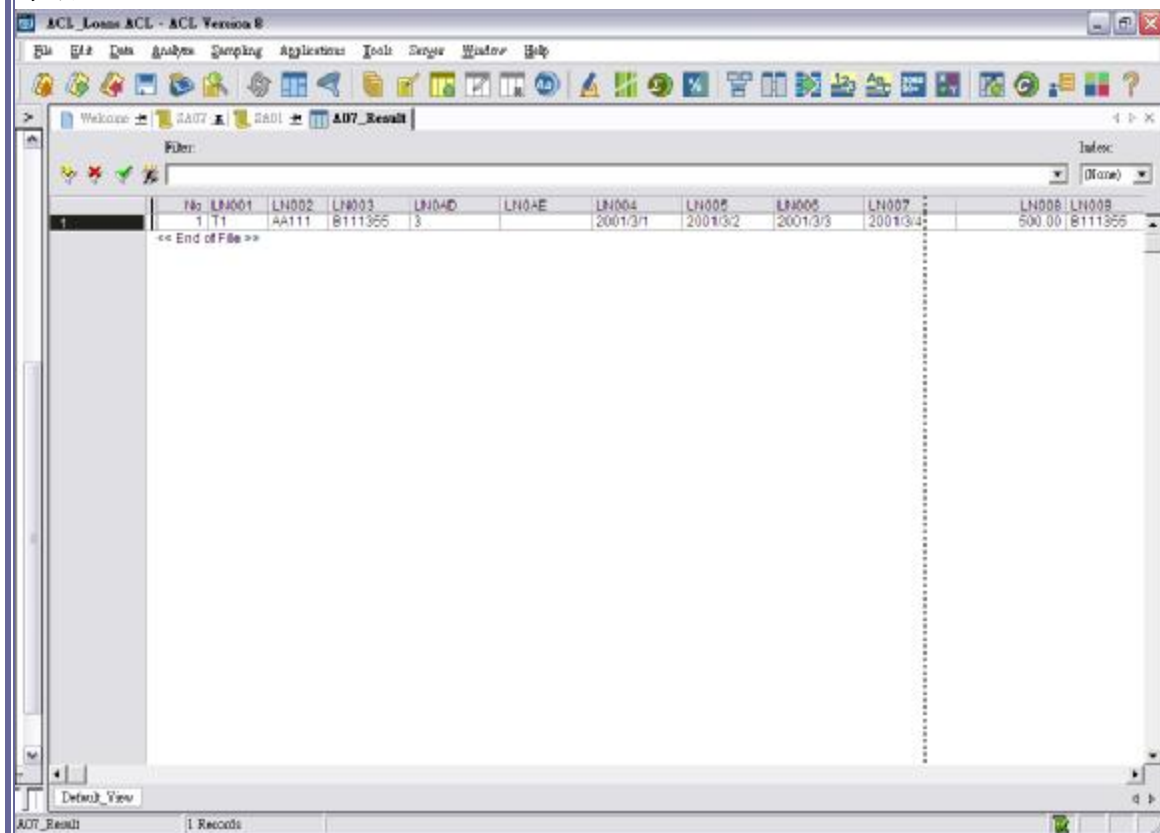 ACL_Loans.ACL - ACL Version 8
File Edit Data Analyze Sampling Applications Tools Server Window Help
Welcome SA07 SA01 A07_Result
Filter: Index:
(None)
No LN001 LN002 LN003 LN0AD LN0AE LN004 LN005 LN006 LN007 LN008 LN009
1 1 T1 AA111 B111355 3 2001/3/1 2001/3/2 2001/3/3 2001/3/4 500.00 B111355
<< End of File >>
Default_View
A07_Result 1 Records